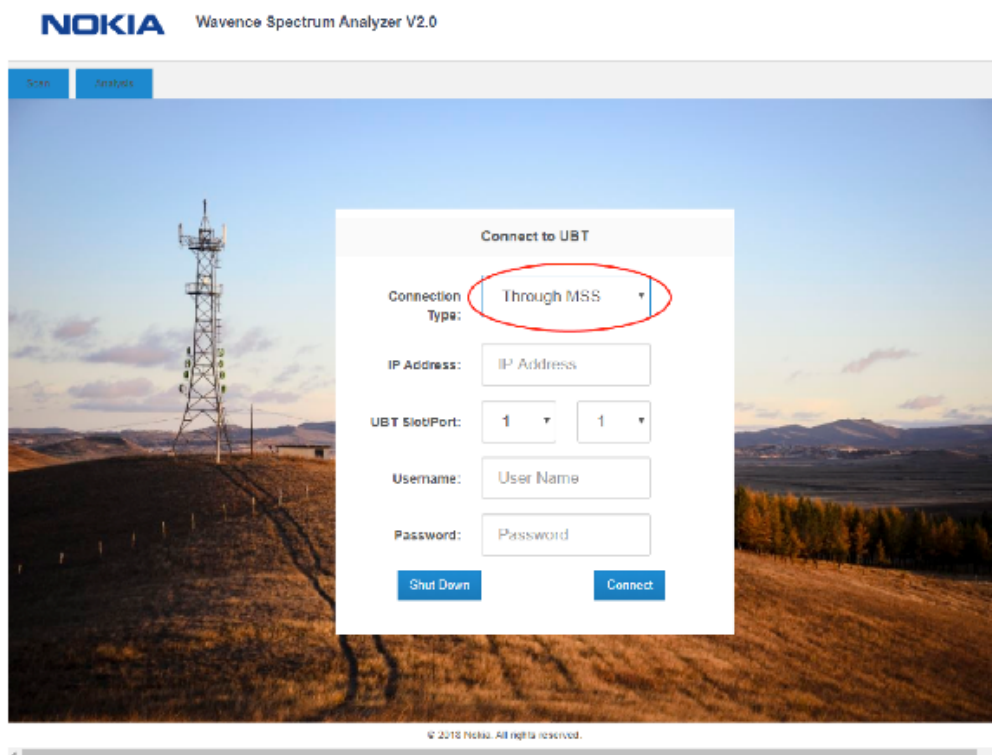 NOKIA Wavence Spectrum Analyzer V2.0
Scan Analysis
Connect to UBT
Connection Type: Through MSS
IP Address: IP Address
UBT Slot/Port: 1 1
Username: User Name
Password: Password
Shut Down Connect
© 2018 Nokia. All rights reserved.